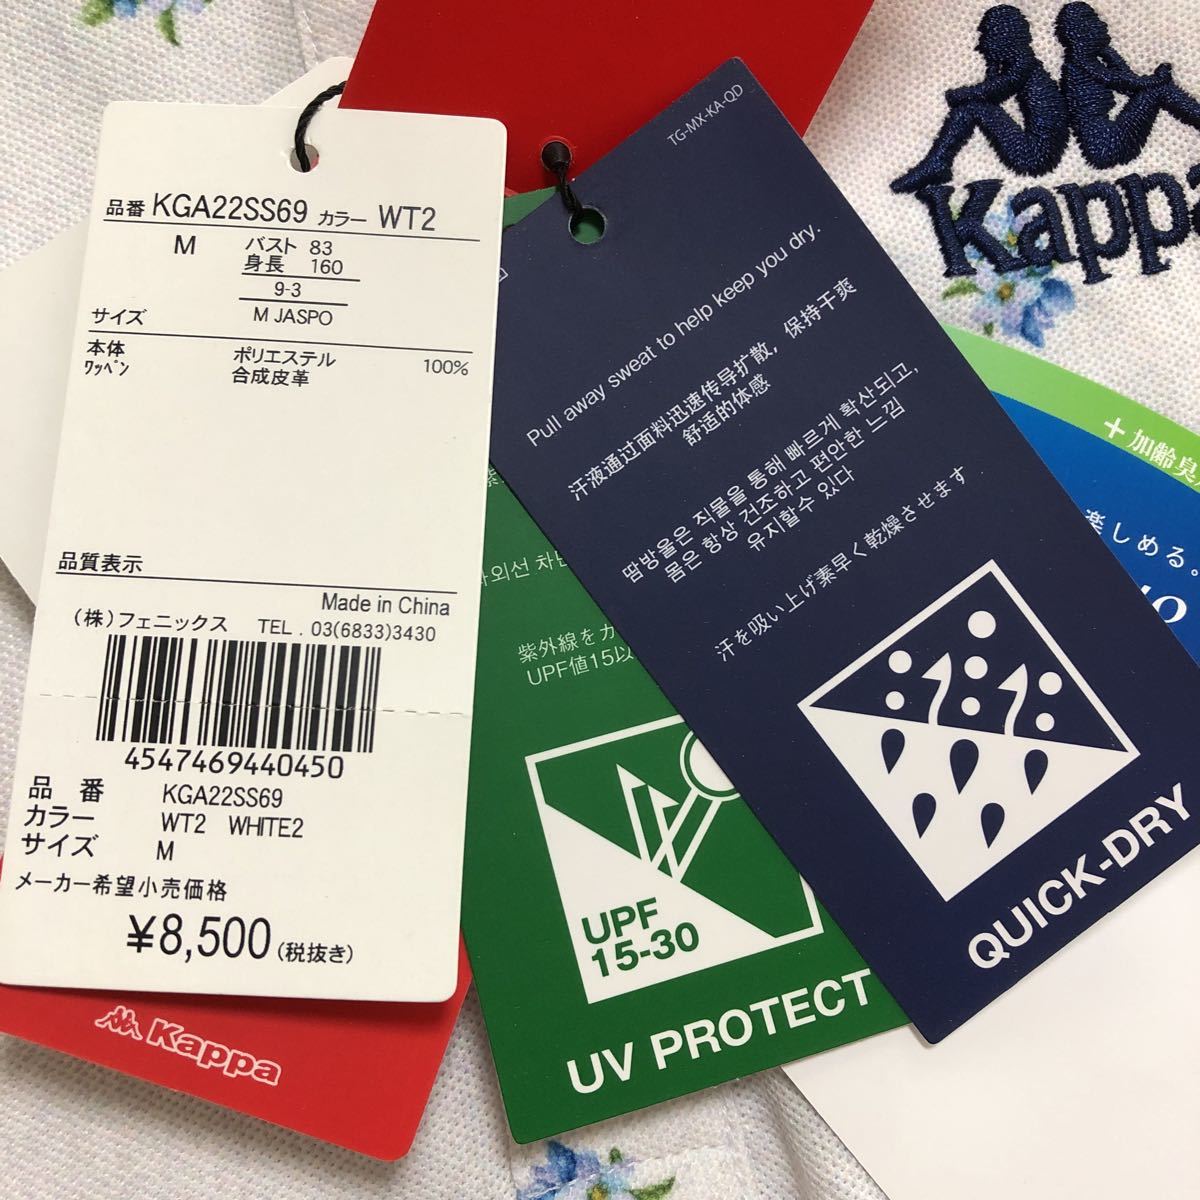 品番 KGA22SS69 カラー WT2
M バスト 83
身長 160
9-3
サイズ M JASPO
本体 ポリエステル 100%
ワッペン 合成皮革
品質表示
Made in China
(株)フェニックス TEL . 03(6833)3430
4547469440450
品 番 KGA22SS69
カラー WT2 WHITE2
サイズ M
メーカー希望小売価格
¥8,500(税抜き)
Kappa
TG-MX-KA-QD
Pull away sweat to help keep you dry.
汗液通过面料迅速传导扩散，保持干爽
舒适的体感
땀방울은 직물을 통해 빠르게 확산되고,
몸은 항상 건조하고 편안한 느낌
유지할수 있다
汗を吸い上げ素早く乾燥させます
QUICK-DRY
외선 차단
紫外線をカ
UPF値15以
UPF
15-30
UV PROTECT
Kappa
+加齢臭
楽しめる。